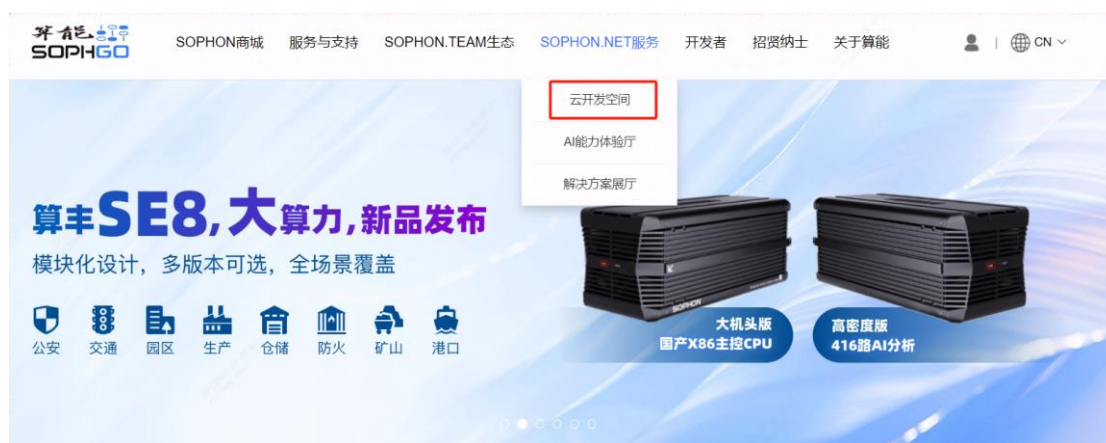 算能
SOPHGO
SOPHON商城 服务与支持 SOPHON.TEAM生态 SOPHON.NET服务 开发者 招贤纳士 关于算能 CN
云开发空间
AI能力体验厅
解决方案展厅
算丰SE8,大算力,新品发布
模块化设计，多版本可选，全场景覆盖
公安 交通 园区 生产 仓储 防火 矿山 港口
SOPHON
大机头版
国产X86主控CPU
高密度版
416路AI分析